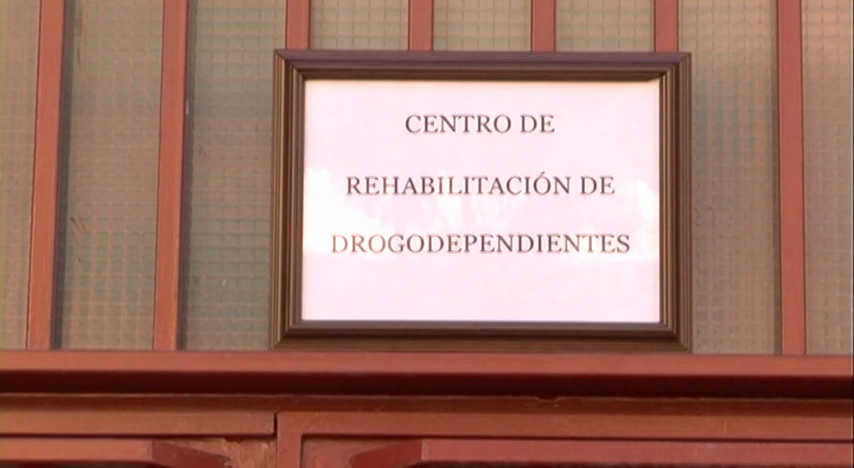 CENTRO DE
REHABILITACIÓN DE
DROGODEPENDIENTES